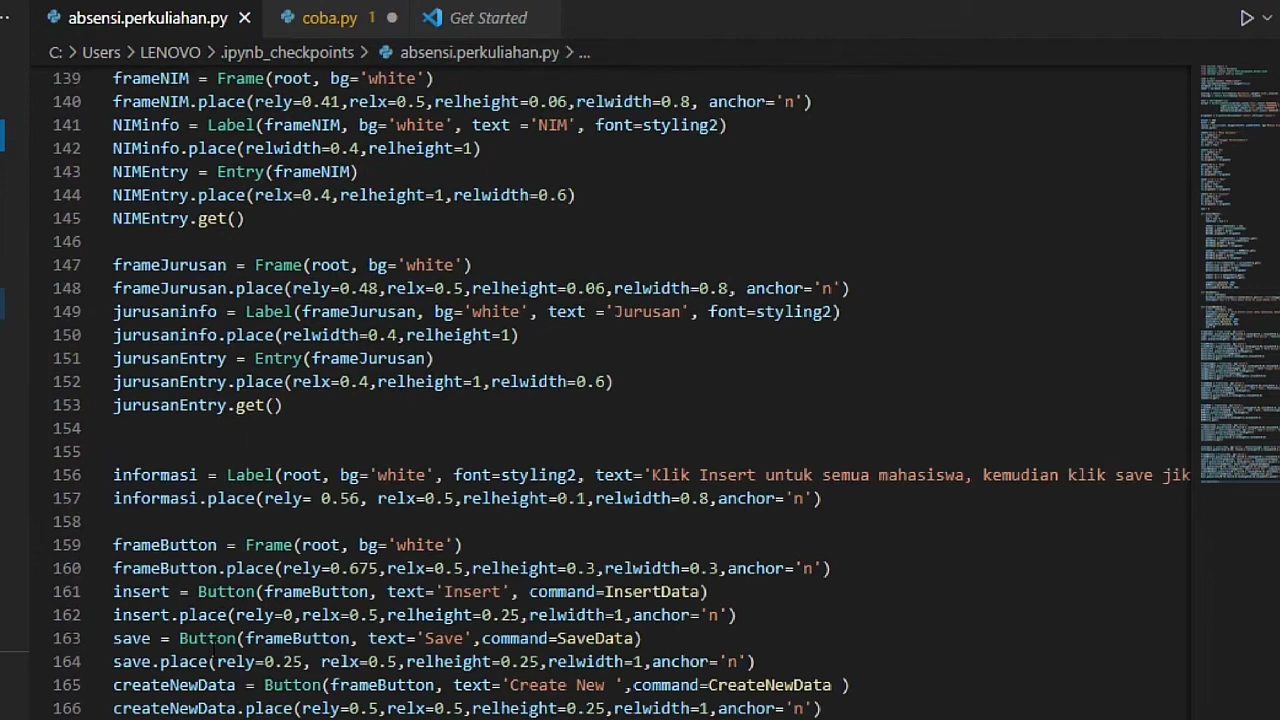 absensi.perkuliahan.py
coba.py 1
Get Started
C: > Users > LENOVO > .ipynb_checkpoints > absensi.perkuliahan.py > ...
139 frameNIM = Frame(root, bg='white')
140 frameNIM.place(rely=0.41,relx=0.5,relheight=0.06,relwidth=0.8, anchor='n')
141 NIMinfo = Label(frameNIM, bg='white', text ='NIM', font=styling2)
142 NIMinfo.place(relwidth=0.4,relheight=1)
143 NIMEntry = Entry(frameNIM)
144 NIMEntry.place(relx=0.4,relheight=1,relwidth=0.6)
145 NIMEntry.get()
146
147 frameJurusan = Frame(root, bg='white')
148 frameJurusan.place(rely=0.48,relx=0.5,relheight=0.06,relwidth=0.8, anchor='n')
149 jurusaninfo = Label(frameJurusan, bg='white', text ='Jurusan', font=styling2)
150 jurusaninfo.place(relwidth=0.4,relheight=1)
151 jurusanEntry = Entry(frameJurusan)
152 jurusanEntry.place(relx=0.4,relheight=1,relwidth=0.6)
153 jurusanEntry.get()
154
155
156 informasi = Label(root, bg='white', font=styling2, text='Klik Insert untuk semua mahasiswa, kemudian klik save jik
157 informasi.place(rely= 0.56, relx=0.5,relheight=0.1,relwidth=0.8,anchor='n')
158
159 frameButton = Frame(root, bg='white')
160 frameButton.place(rely=0.675,relx=0.5,relheight=0.3,relwidth=0.3,anchor='n')
161 insert = Button(frameButton, text='Insert', command=InsertData)
162 insert.place(rely=0,relx=0.5,relheight=0.25,relwidth=1,anchor='n')
163 save = Button(frameButton, text='Save',command=SaveData)
164 save.place(rely=0.25, relx=0.5,relheight=0.25,relwidth=1,anchor='n')
165 createNewData = Button(frameButton, text='Create New ',command=CreateNewData )
166 createNewData.place(rely=0.5,relx=0.5,relheight=0.25,relwidth=1,anchor='n')